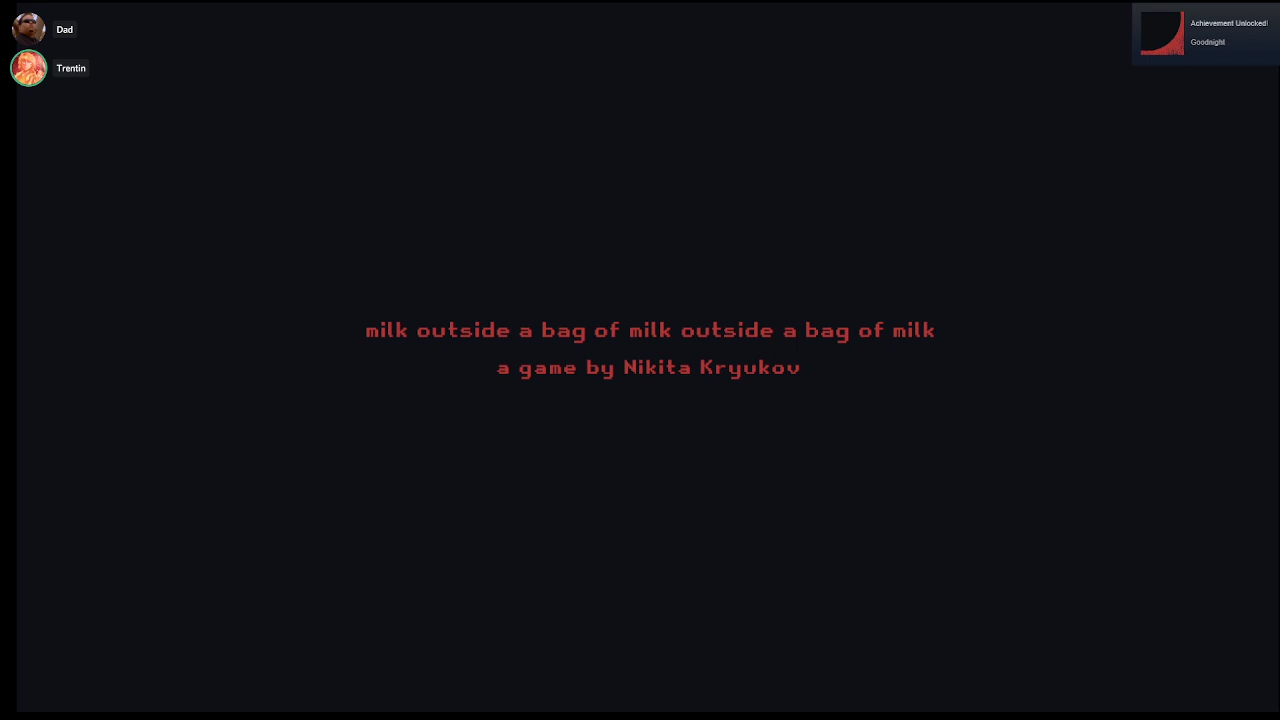 Dad
Trentin
Achievement Unlocked!
Goodnight
milk outside a bag of milk outside a bag of milk
a game by Nikita Kryukov